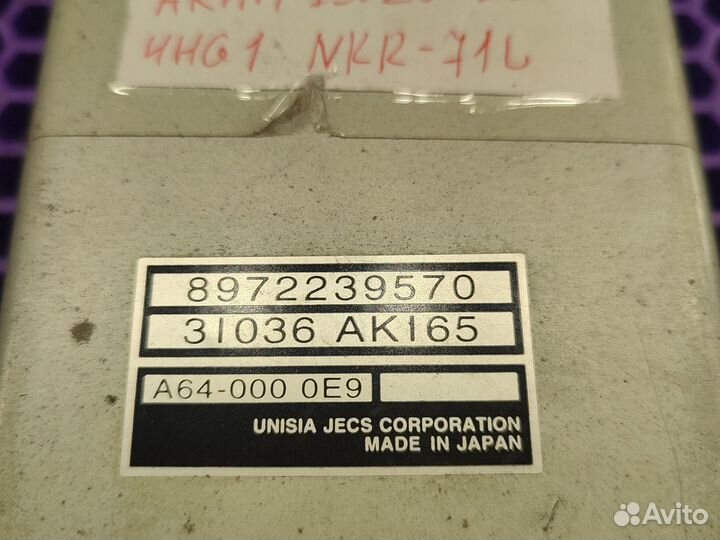 4HG1 NKR-71L
8972239570
31036 AK165
A64-000 0E9
UNISIA JECS CORPORATION
MADE IN JAPAN
Avito